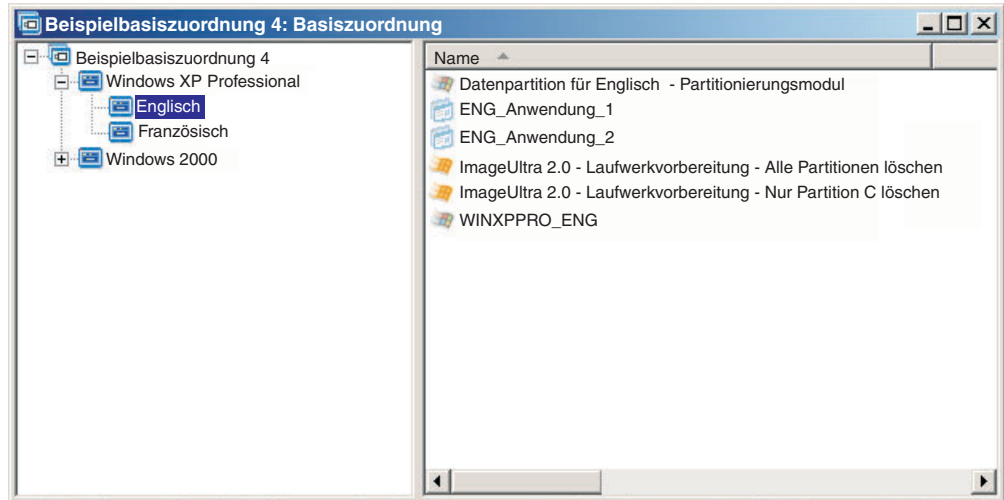 Beispielbasiszuordnung 4: Basiszuordnung
Beispielbasiszuordnung 4
Windows XP Professional
Englisch
Französisch
Windows 2000
Name
Datenpartition für Englisch - Partitionierungsmodul
ENG_Anwendung_1
ENG_Anwendung_2
ImageUltra 2.0 - Laufwerkvorbereitung - Alle Partitionen löschen
ImageUltra 2.0 - Laufwerkvorbereitung - Nur Partition C löschen
WINXPPRO_ENG